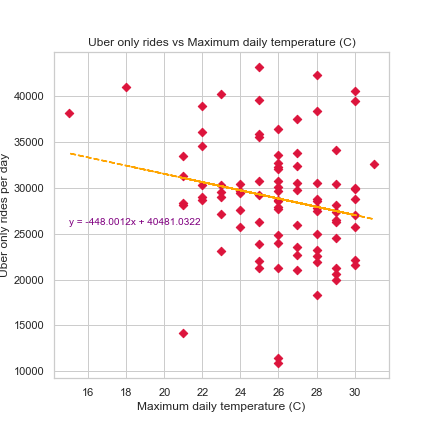 Uber only rides vs Maximum daily temperature (C)
40000
35000
30000
25000
20000
15000
10000
Uber only rides per day
y = -448.0012x + 40481.0322
16 18 20 22 24 26 28 30
Maximum daily temperature (C)